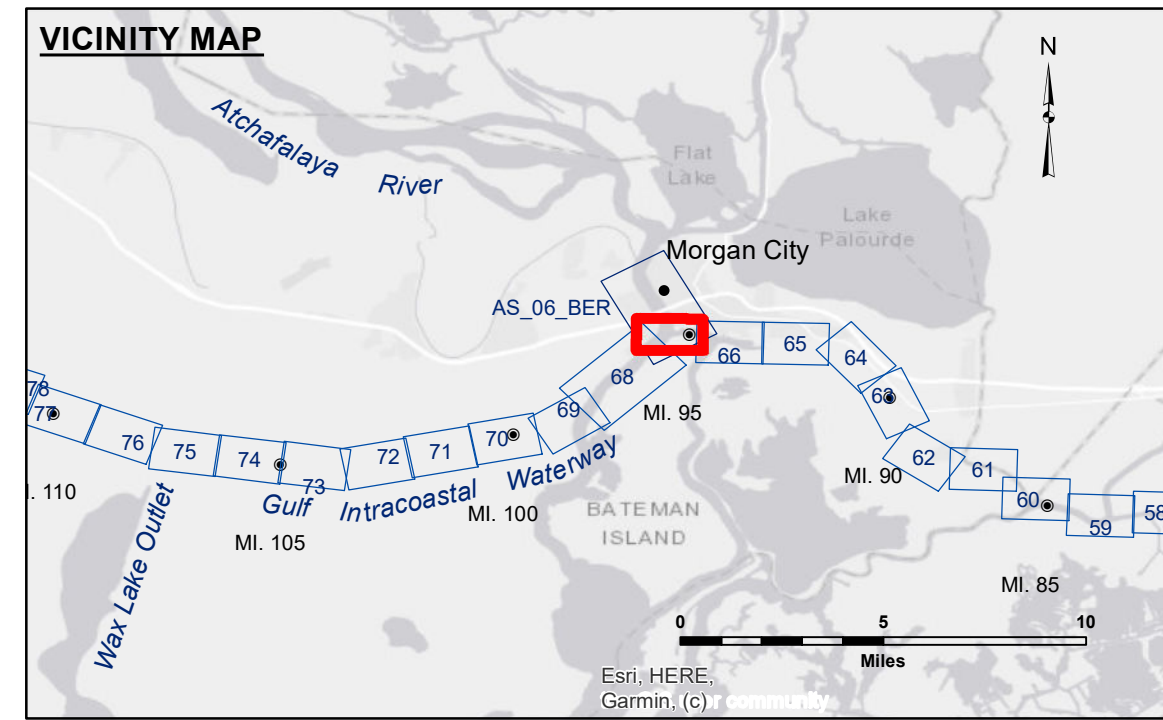 VICINITY MAP
N
Atchafalaya
River
Flat
Lake
Lake
Palourde
Morgan City
AS_06_BER
66
65
64
63
68
MI. 95
69
70
78
77
76
75
74
73
72
71
62
61
MI. 90
60
59
58
Wax Lake Outlet
Gulf Intracoastal Waterway
MI. 100
I. 110
MI. 105
BATEMAN
ISLAND
MI. 85
0 5 10
Miles
Esri, HERE,
Garmin, (c) r community